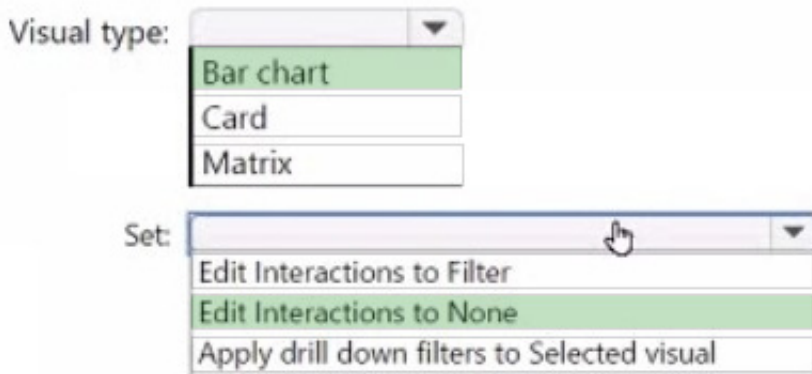 Visual type:
Bar chart
Card
Matrix
Set:
Edit Interactions to Filter
Edit Interactions to None
Apply drill down filters to Selected visual